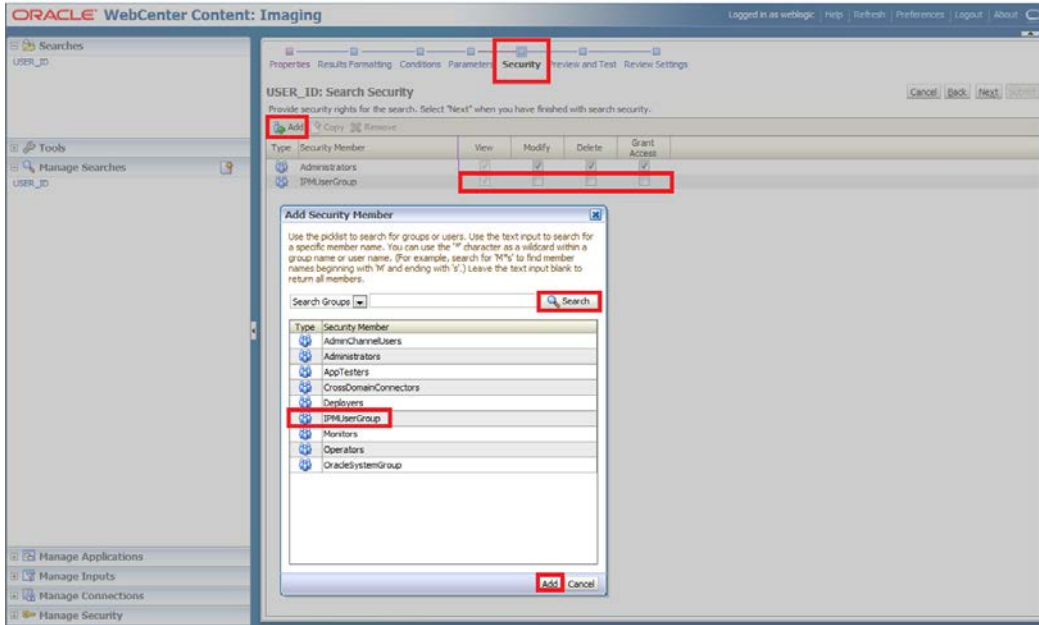 ORACLE® WebCenter Content: Imaging
Logged in as weblogic Help Refresh Preferences Logout About
Searches
USER_ID
Tools
Manage Searches
USER_ID
Manage Applications
Manage Inputs
Manage Connections
Manage Security
Properties Results Formatting Conditions Parameters Security Preview and Test Review Settings
USER_ID: Search Security
Cancel Back Next Submit
Provide security rights for the search. Select "Next" when you have finished with search security.
Add Copy Remove
Type Security Member View Modify Delete Grant Access
Administrators
IPMUserGroup
Add Security Member
Use the picklist to search for groups or users. Use the text input to search for
a specific member name. You can use the '*' character as a wildcard within a
group name or user name. (For example, search for 'M*s' to find member
names beginning with 'M' and ending with 's'.) Leave the text input blank to
return all members.
Search Groups Search
Type Security Member
AdminChannelUsers
Administrators
AppTesters
CrossDomainConnectors
Deployers
IPMUserGroup
Monitors
Operators
OracleSystemGroup
Add Cancel